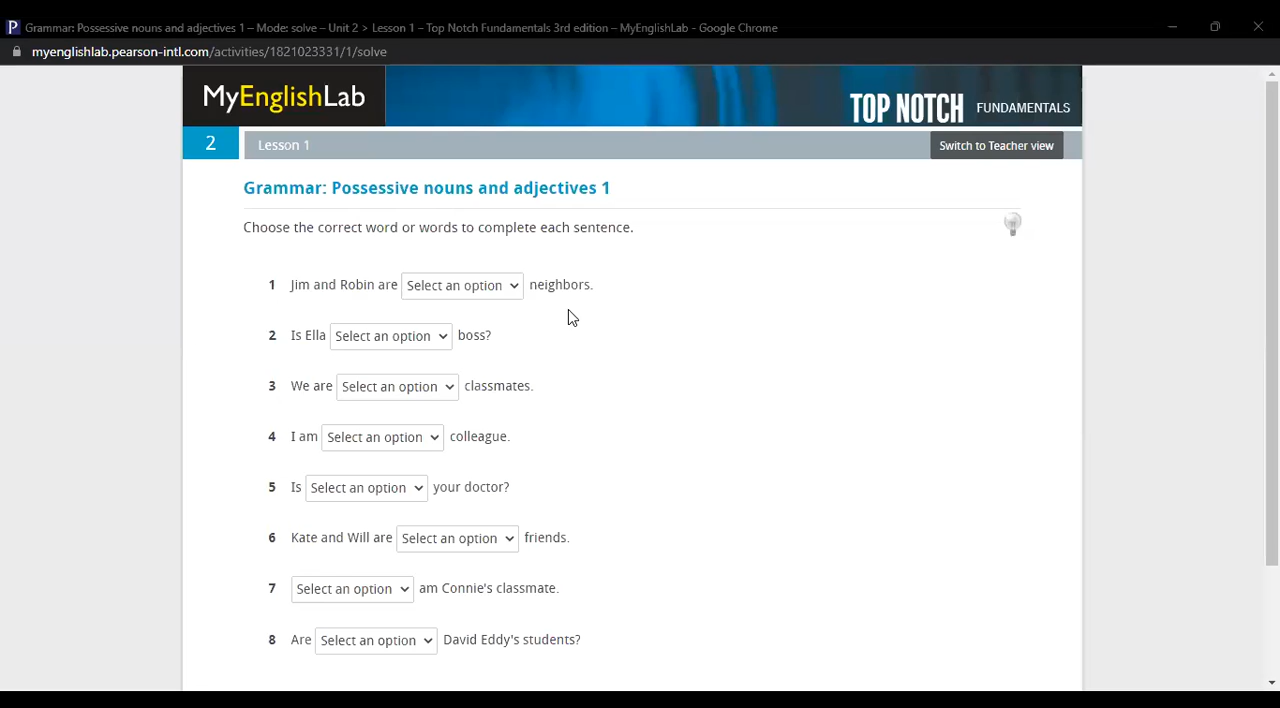 Grammar: Possessive nouns and adjectives 1 – Mode: solve – Unit 2 > Lesson 1 – Top Notch Fundamentals 3rd edition – MyEnglishLab - Google Chrome
myenglishlab.pearson-intl.com/activities/1821023331/1/solve
MyEnglishLab
TOP NOTCH FUNDAMENTALS
2 Lesson 1 Switch to Teacher view
Grammar: Possessive nouns and adjectives 1
Choose the correct word or words to complete each sentence.
1 Jim and Robin are Select an option neighbors.
2 Is Ella Select an option boss?
3 We are Select an option classmates.
4 I am Select an option colleague.
5 Is Select an option your doctor?
6 Kate and Will are Select an option friends.
7 Select an option am Connie's classmate.
8 Are Select an option David Eddy's students?